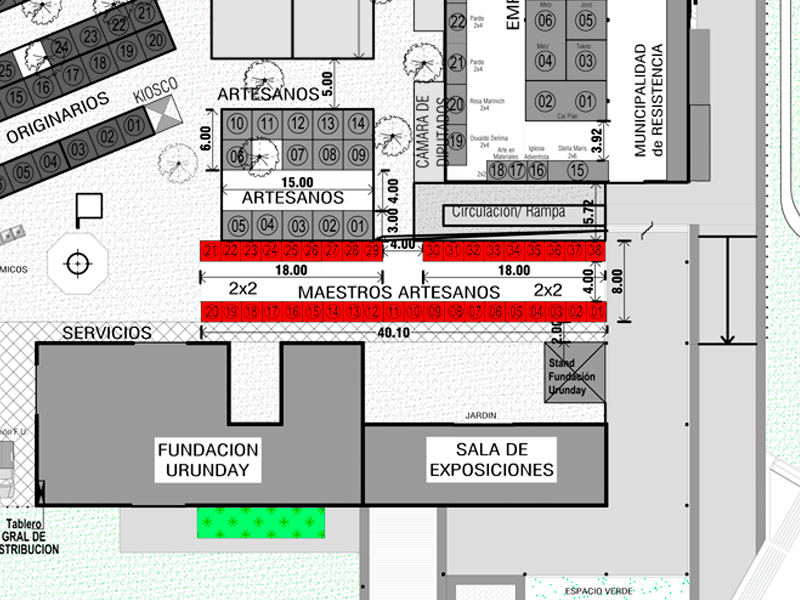 24 23 22 21
25
15 16 17 18 19 20
ORIGINARIOS
KIOSCO
05 04 03 02 01
ARTESANOS
5.00
6.00
10 11 12 13 14
06 07 08 09
15.00
ARTESANOS
4.00
3.00
05 04 03 02 01
4.00
EMP
22 Pardo
2x4
21 Pardo
2x4
20 Rosa Marinich
2x4
19 Osvaldo Delima
2x4
CAMARA DE
DIPUTADOS
Metz
06
Jost
05
Metz
04
Tekno
03
02 01
Car Plair
3.92
MUNICIPALIDAD
de RESISTENCIA
Arte en
Materiales
Iglesia
Adventista
Stella Maris
2x6
2x2
18 17 16 15
Circulacion/ Rampa
5.72
21 22 23 24 25 26 27 28 29
30 31 32 33 34 35 36 37 38
18.00
18.00
2x2
MAESTROS ARTESANOS
2x2
4.00
8.00
20 19 18 17 16 15 14 13 12 11 10 09 08 07 06 05 04 03 02 01
40.10
2.00
MICOS
SERVICIOS
Stand
Fundación
Urunday
JARDIN
FUNDACION
URUNDAY
SALA DE
EXPOSICIONES
ión F.U.
Tablero
GRAL DE
STRIBUCION
ESPACIO VERDE